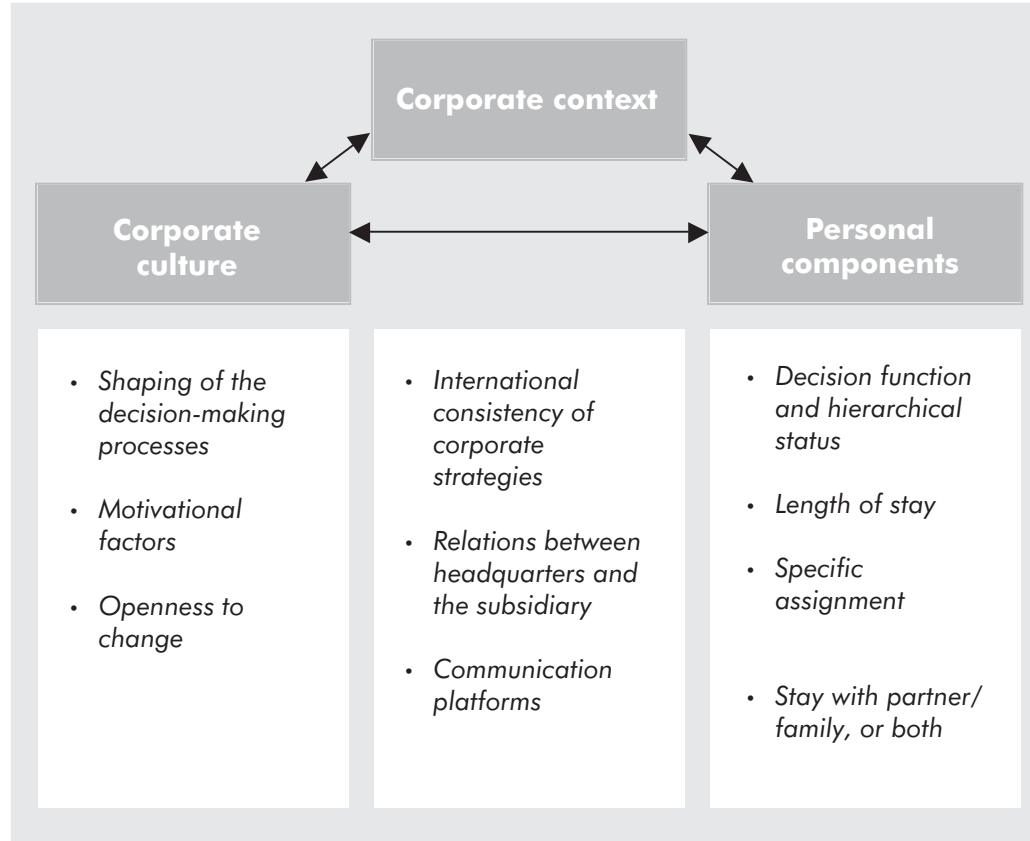 Corporate context
Corporate
culture
Personal
components
• Shaping of the
decision-making
processes
• Motivational
factors
• Openness to
change
• International
consistency of
corporate
strategies
• Relations between
headquarters and
the subsidiary
• Communication
platforms
• Decision function
and hierarchical
status
• Length of stay
• Specific
assignment
• Stay with partner/
family, or both